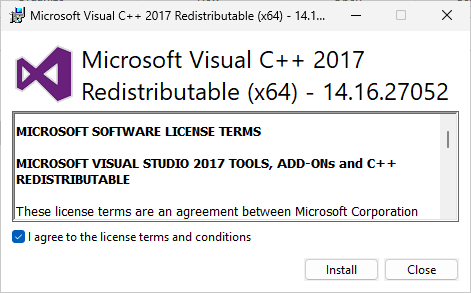 Microsoft Visual C++ 2017 Redistributable (x64) - 14.1...
Microsoft Visual C++ 2017
Redistributable (x64) - 14.16.27052
MICROSOFT SOFTWARE LICENSE TERMS
MICROSOFT VISUAL STUDIO 2017 TOOLS, ADD-ONs and C++
REDISTRIBUTABLE
These license terms are an agreement between Microsoft Corporation
I agree to the license terms and conditions
Install
Close